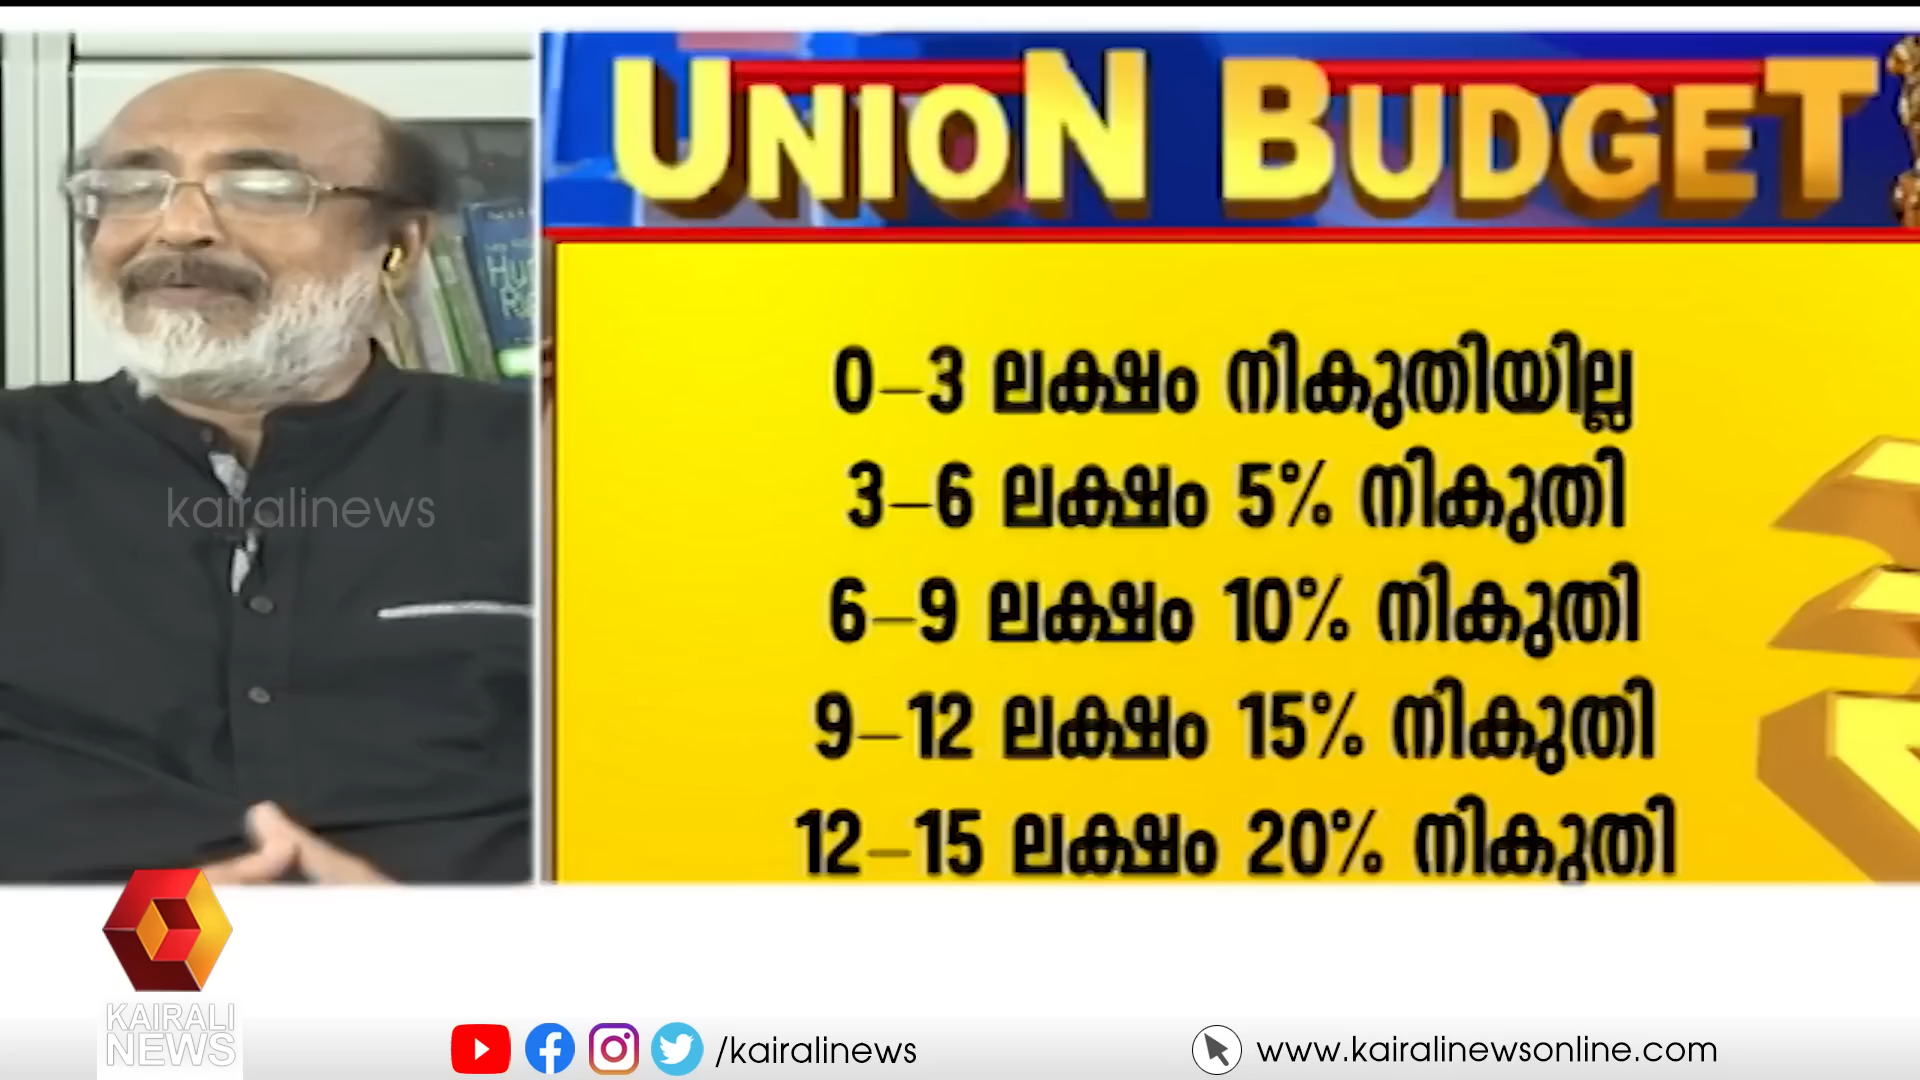 UNION BUDGET
0-3 ലക്ഷം നികുതിയില്ല
3-6 ലക്ഷം 5% നികുതി
6-9 ലക്ഷം 10% നികുതി
9-12 ലക്ഷം 15% നികുതി
12-15 ലക്ഷം 20% നികുതി
kairalinews
KAIRALI
NEWS
/kairalinews
www.kairalinewsonline.com